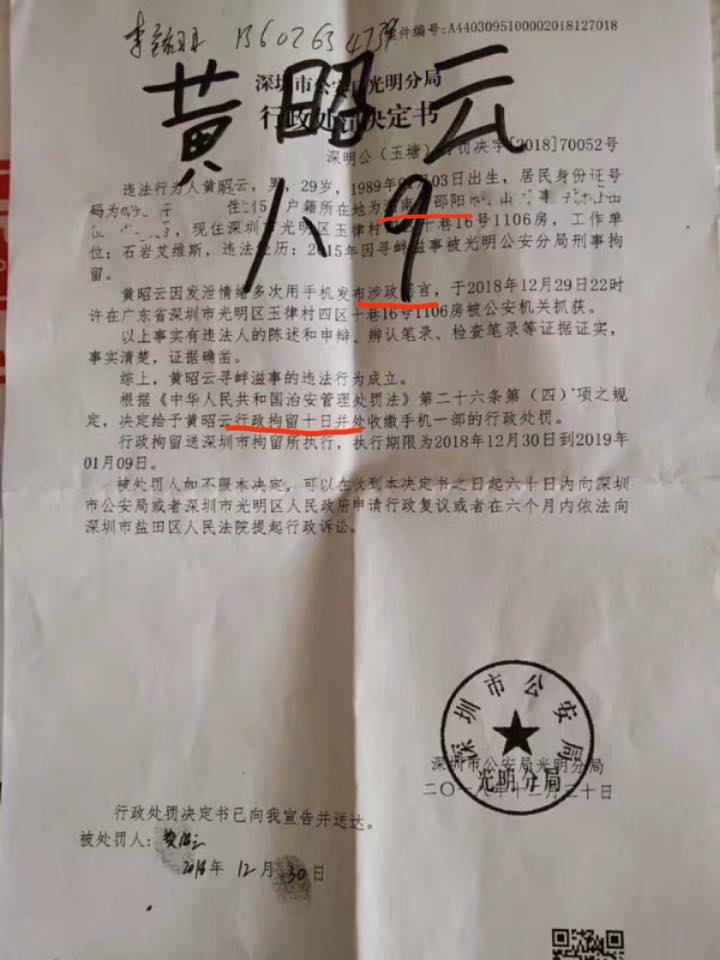 李 13602634739 案件编号:A4403095100002018127018
黄昭云
八9
深圳市公安局光明分局
行政处罚决定书
深明公(玉塘)行罚决字[2018]70052号
违法行为人黄昭云,男,29岁,1989年01月03日出生,居民身份证号
码为 住 15 户籍所在地为 南 邵阳
,现住深圳市光明区玉律村四区十巷16号1106房,工作单
位:石岩艾维斯,违法经历:2015年因寻衅滋事被光明公安分局刑事拘
留。
黄昭云因发泄情绪多次用手机发布涉政 言,于2018年12月29日22时
许在广东省深圳市光明区玉律村四区十巷16号1106房被公安机关抓获。
以上事实有违法人的陈述和申辩、辨认笔录、检查笔录等证据证实,
事实清楚,证据确凿。
综上,黄昭云寻衅滋事的违法行为成立。
根据《中华人民共和国治安管理处罚法》第二十六条第(四)项之规
定,决定给予黄昭云行政拘留十日并处收缴手机一部的行政处罚。
行政拘留送深圳市拘留所执行,执行期限为2018年12月30日到2019年
01月09日。
被处罚人如不服本决定,可以在收到本决定书之日起六十日内向深圳
市公安局或者深圳市光明区人民政府申请行政复议或者在六个月内依法向
深圳市盐田区人民法院提起行政诉讼。
深圳市公安局
光明分局
深圳市公安局光明分局
二〇一八年十二月三十日
行政处罚决定书已向我宣告并送达。
被处罚人:黄昭云
2018年 12月 30日